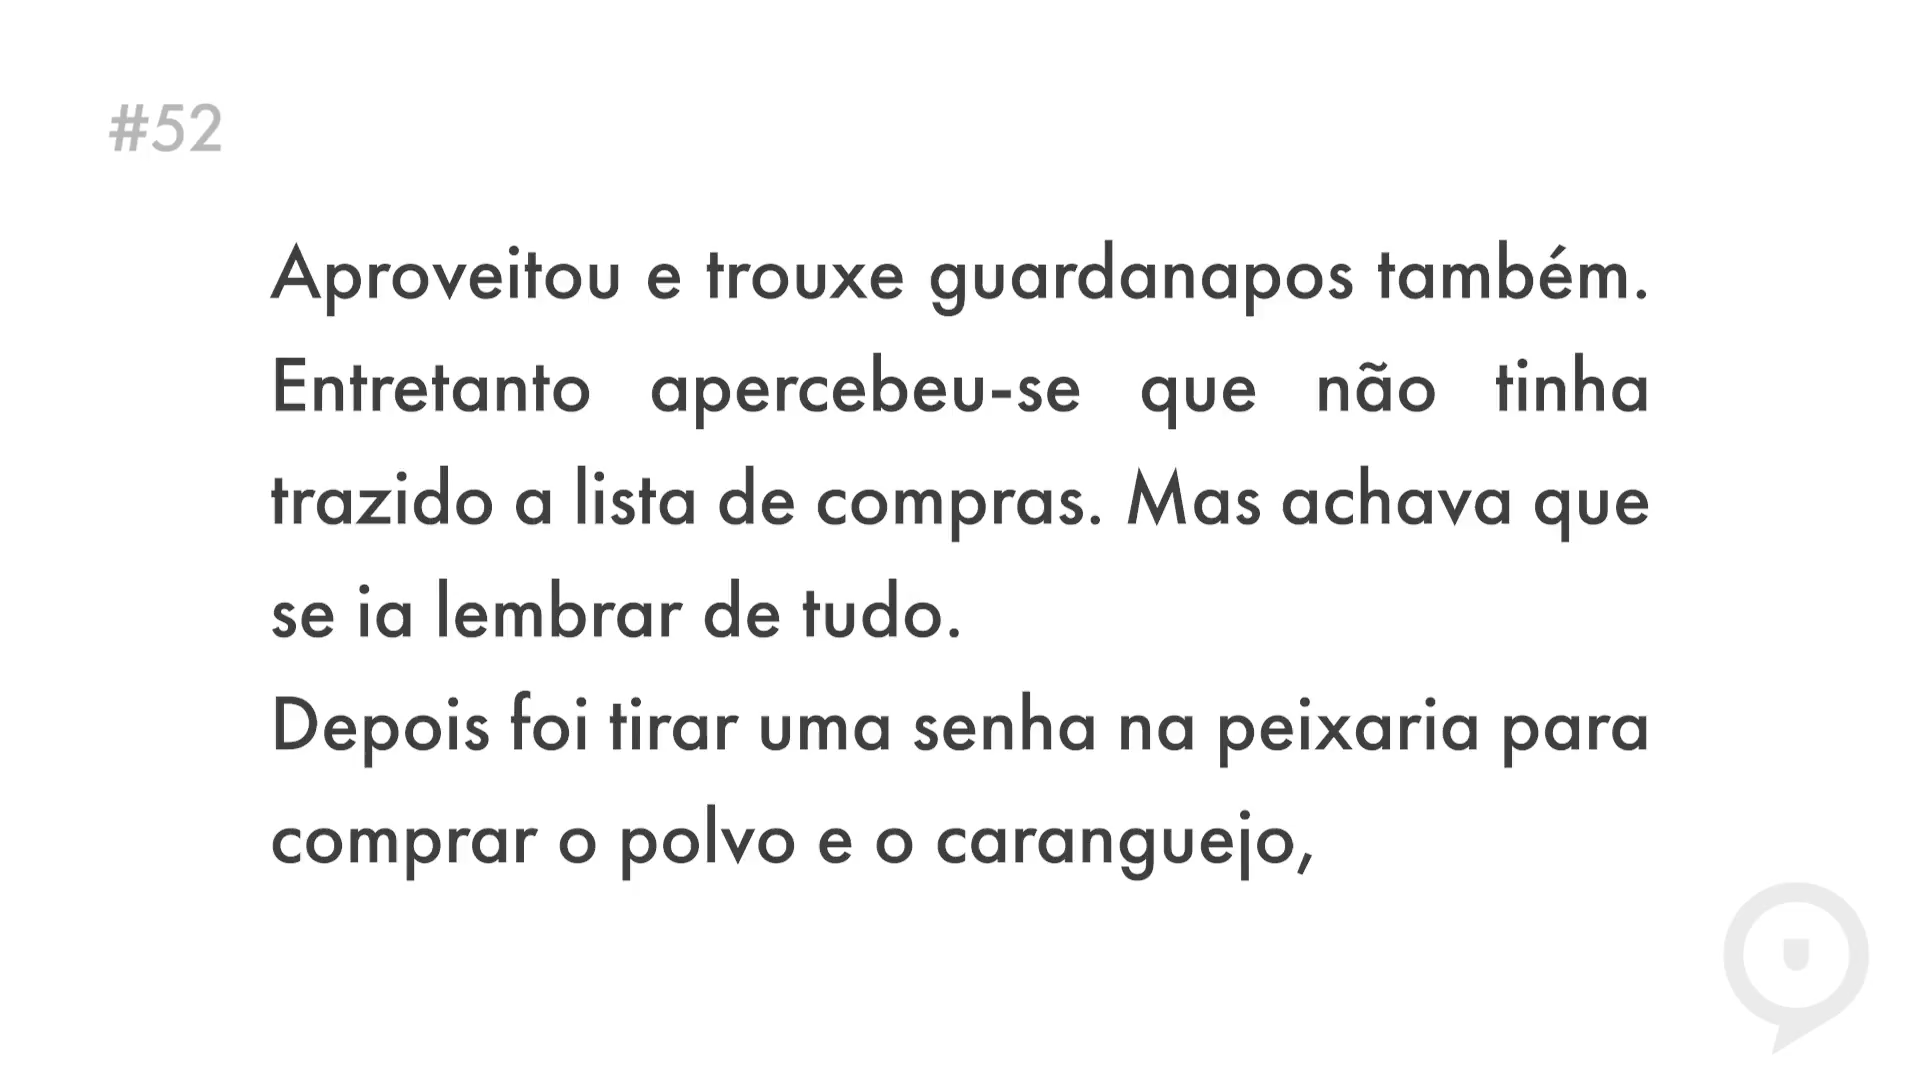 #52
Aproveitou e trouxe guardanapos também.
Entretanto apercebeu-se que não tinha
trazido a lista de compras. Mas achava que
se ia lembrar de tudo.
Depois foi tirar uma senha na peixaria para
comprar o polvo e o caranguejo,